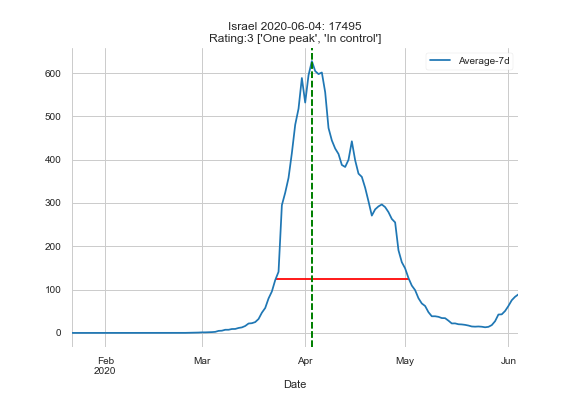 Israel 2020-06-04: 17495
Rating:3 ['One peak', 'In control']
Average-7d
600
500
400
300
200
100
0
Feb
2020
Mar
Apr
May
Jun
Date